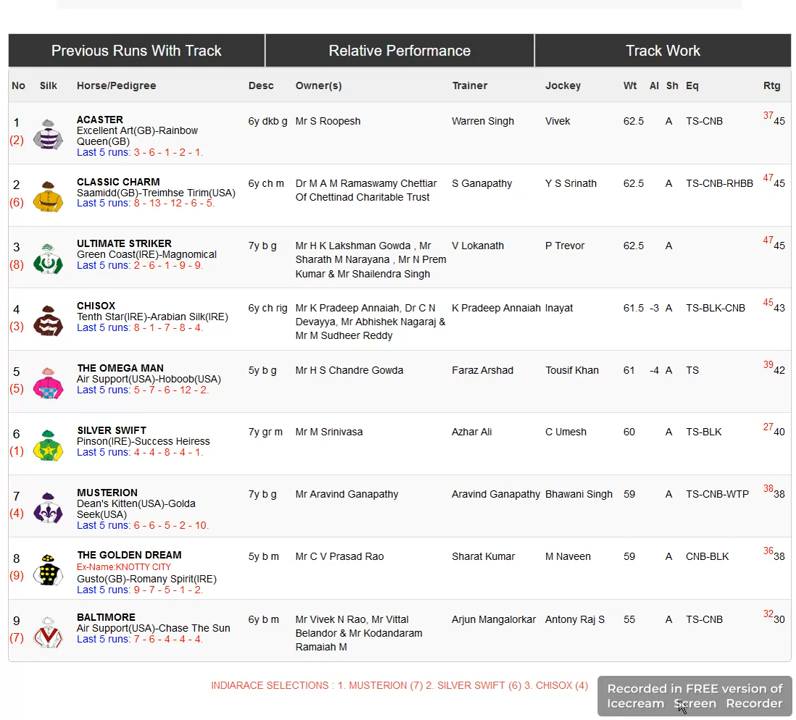 Previous Runs With Track Relative Performance Track Work
No Silk Horse/Pedigree Desc Owner(s) Trainer Jockey Wt Al Sh Eq Rtg
1 (2) ACASTER 6y dkb g Mr S Roopesh Warren Singh Vivek 62.5 A TS-CNB 37 45
Excellent Art(GB)-Rainbow
Queen(GB)
Last 5 runs: 3 - 6 - 1 - 2 - 1.
2 (6) CLASSIC CHARM 6y ch m Dr M A M Ramaswamy Chettiar S Ganapathy Y S Srinath 62.5 A TS-CNB-RHBB 47 45
Saamidd(GB)-Treimhse Tirim(USA) Of Chettinad Charitable Trust
Last 5 runs: 8 - 13 - 12 - 6 - 5.
3 (8) ULTIMATE STRIKER 7y b g Mr H K Lakshman Gowda , Mr V Lokanath P Trevor 62.5 A 47 45
Green Coast(IRE)-Magnomical Sharath M Narayana , Mr N Prem
Last 5 runs: 2 - 6 - 1 - 9 - 9. Kumar & Mr Shailendra Singh
4 (3) CHISOX 6y ch rig Mr K Pradeep Annaiah, Dr C N K Pradeep Annaiah Inayat 61.5 -3 A TS-BLK-CNB 45 43
Tenth Star(IRE)-Arabian Silk(IRE) Devayya, Mr Abhishek Nagaraj &
Last 5 runs: 8 - 1 - 7 - 8 - 4. Mr M Sudheer Reddy
5 (5) THE OMEGA MAN 5y b g Mr H S Chandre Gowda Faraz Arshad Tousif Khan 61 -4 A TS 39 42
Air Support(USA)-Hoboob(USA)
Last 5 runs: 5 - 7 - 6 - 12 - 2.
6 (1) SILVER SWIFT 7y gr m Mr M Srinivasa Azhar Ali C Umesh 60 A TS-BLK 27 40
Pinson(IRE)-Success Heiress
Last 5 runs: 4 - 4 - 8 - 4 - 1.
7 (4) MUSTERION 7y b g Mr Aravind Ganapathy Aravind Ganapathy Bhawani Singh 59 A TS-CNB-WTP 38 38
Dean's Kitten(USA)-Golda
Seek(USA)
Last 5 runs: 6 - 6 - 5 - 2 - 10.
8 (9) THE GOLDEN DREAM 5y b m Mr C V Prasad Rao Sharat Kumar M Naveen 59 A CNB-BLK 36 38
Ex-Name:KNOTTY CITY
Gusto(GB)-Romany Spirit(IRE)
Last 5 runs: 9 - 7 - 5 - 1 - 2.
9 (7) BALTIMORE 6y b m Mr Vivek N Rao, Mr Vittal Arjun Mangalorkar Antony Raj S 55 A TS-CNB 32 30
Air Support(USA)-Chase The Sun Belandor & Mr Kodandaram
Last 5 runs: 7 - 6 - 4 - 4 - 4. Ramaiah M
INDIARACE SELECTIONS : 1. MUSTERION (7) 2. SILVER SWIFT (6) 3. CHISOX (4)
Recorded in FREE version of
Icecream Screen Recorder